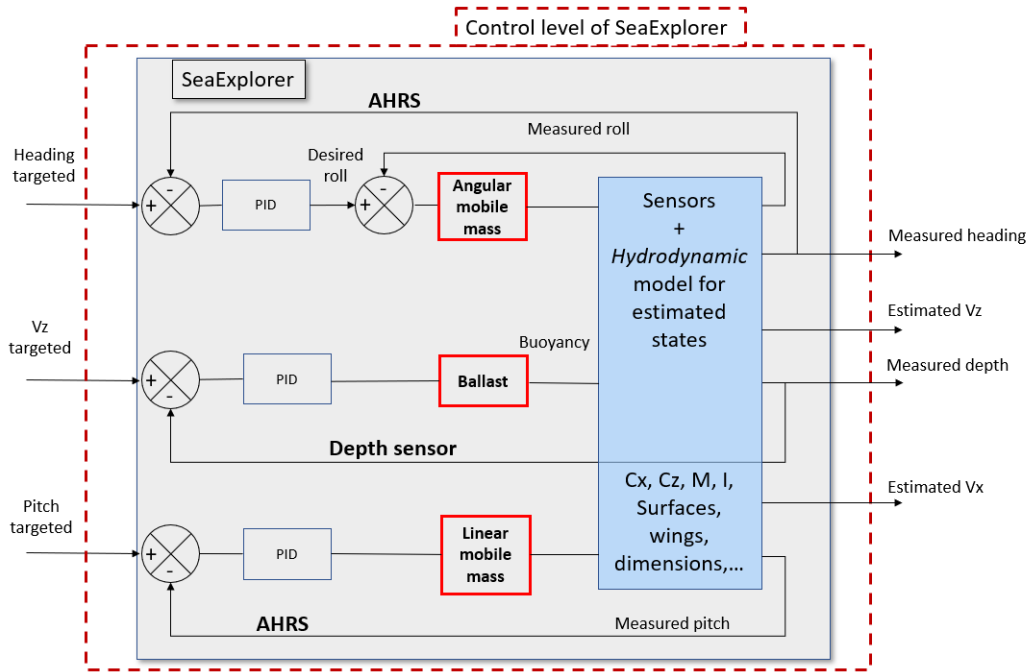 Control level of SeaExplorer
SeaExplorer
AHRS
Measured roll
Heading
targeted
Desired
roll
-
-
+
PID
+
Angular
mobile
mass
Sensors
+
Hydrodynamic
model for
estimated
states
Measured heading
Estimated Vz
Vz
targeted
Buoyancy
Measured depth
+
-
PID
Ballast
Depth sensor
Cx, Cz, M, I,
Surfaces,
wings,
dimensions,...
Estimated Vx
Pitch
targeted
+
-
PID
Linear
mobile
mass
AHRS
Measured pitch